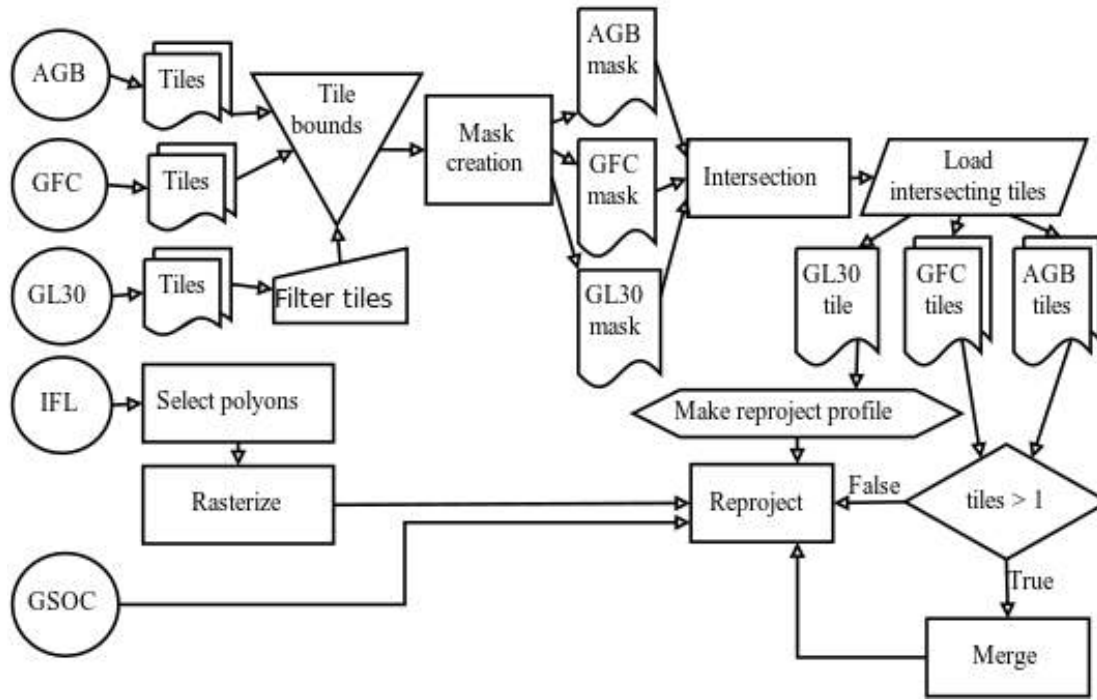 AGB
Tiles
Tile
bounds
Mask
creation
AGB
mask
GFC
Tiles
GFC
mask
Intersection
Load
intersecting tiles
GL30
Tiles
Filter tiles
GL30
mask
GL30
tile
GFC
tiles
AGB
tiles
IFL
Select polyons
Make reproject profile
Rasterize
Reproject
False
tiles > 1
True
GSOC
Merge